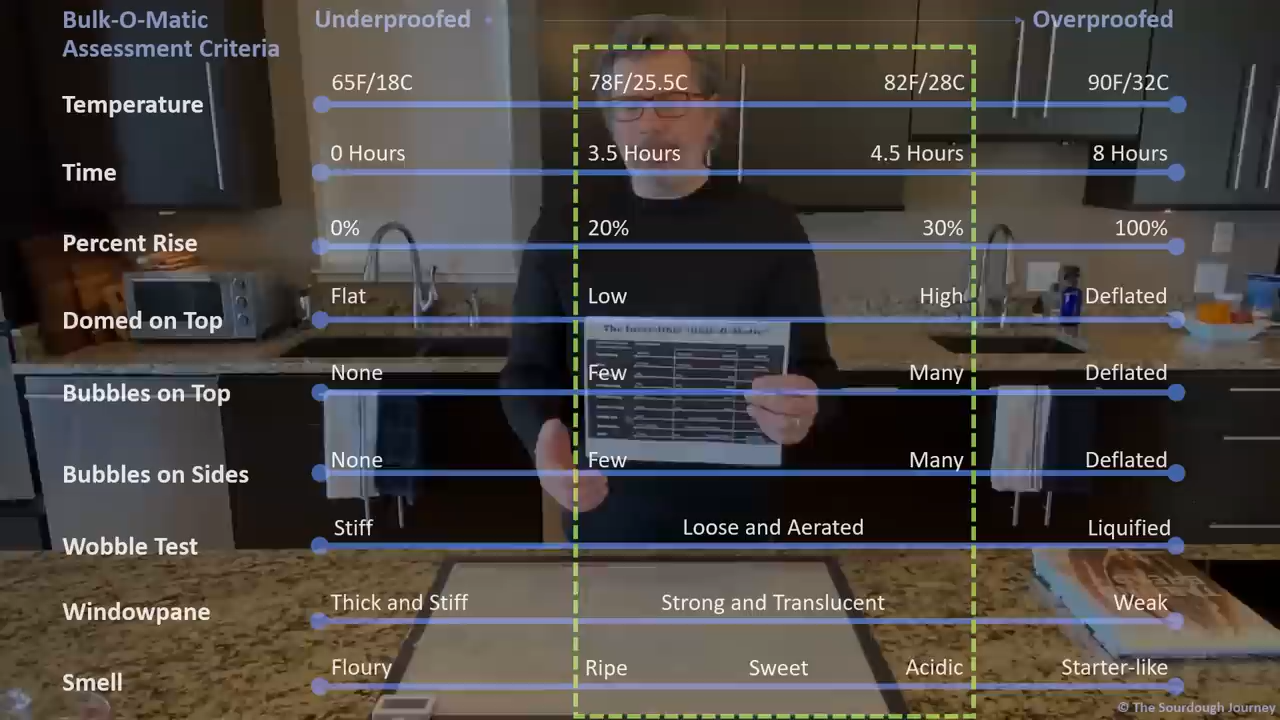 Bulk-O-Matic
Assessment Criteria
Underproofed
Overproofed
Temperature
65F/18C
78F/25.5C
82F/28C
90F/32C
Time
0 Hours
3.5 Hours
4.5 Hours
8 Hours
Percent Rise
0%
20%
30%
100%
Domed on Top
Flat
Low
High
Deflated
Bubbles on Top
None
Few
Many
Deflated
Bubbles on Sides
None
Few
Many
Deflated
Wobble Test
Stiff
Loose and Aerated
Liquified
Windowpane
Thick and Stiff
Strong and Translucent
Weak
Smell
Floury
Ripe
Sweet
Acidic
Starter-like
© The Sourdough Journey